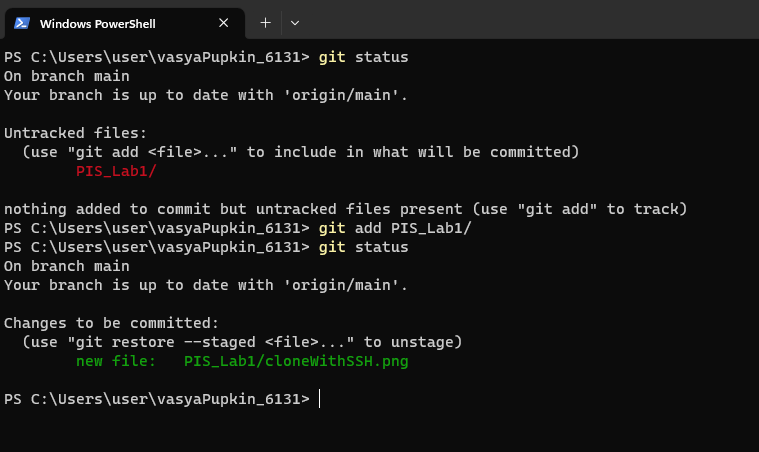 Windows PowerShell
PS C:\Users\user\vasyaPupkin_6131> git status
On branch main
Your branch is up to date with 'origin/main'.
Untracked files:
  (use "git add <file>..." to include in what will be committed)
        PIS_Lab1/
nothing added to commit but untracked files present (use "git add" to track)
PS C:\Users\user\vasyaPupkin_6131> git add PIS_Lab1/
PS C:\Users\user\vasyaPupkin_6131> git status
On branch main
Your branch is up to date with 'origin/main'.
Changes to be committed:
  (use "git restore --staged <file>..." to unstage)
        new file:   PIS_Lab1/cloneWithSSH.png
PS C:\Users\user\vasyaPupkin_6131>